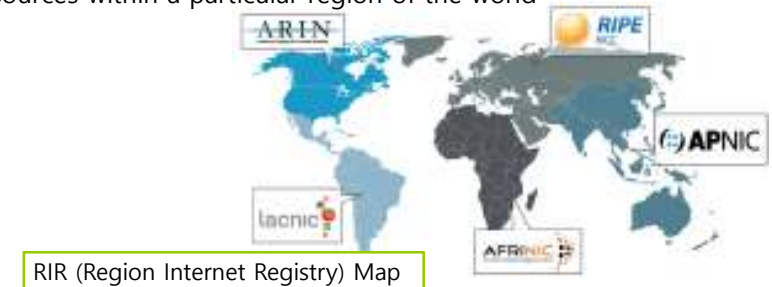 sources within a particular region of the world
ARIN
RIPE
NCC
APNIC
lacnic
AFRINIC
RIR (Region Internet Registry) Map